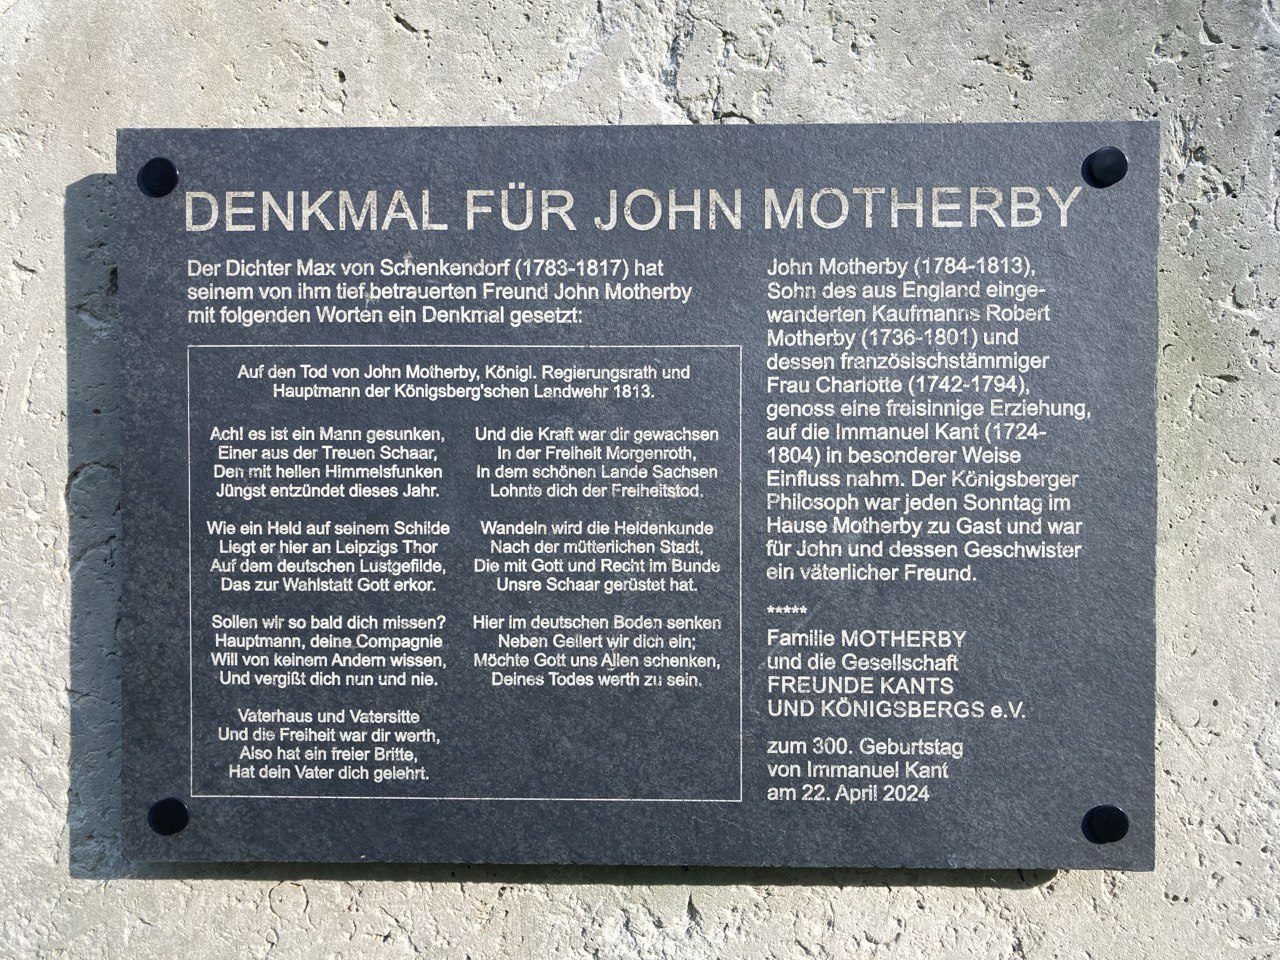 DENKMAL FÜR JOHN MOTHERBY
Der Dichter Max von Schenkendorf (1783-1817) hat
seinem von ihm tief betrauerten Freund John Motherby
mit folgenden Worten ein Denkmal gesetzt:
Auf den Tod von John Motherby, Königl. Regierungsrath und
Hauptmann der Königsberg'schen Landwehr 1813.
Ach! es ist ein Mann gesunken,
Einer aus der Treuen Schaar,
Den mit hellen Himmelsfunken
Jüngst entzündet dieses Jahr.
Wie ein Held auf seinem Schilde
Liegt er hier an Leipzigs Thor
Auf dem deutschen Lustgefilde,
Das zur Wahlstatt Gott erkor.
Sollen wir so bald dich missen?
Hauptmann, deine Compagnie
Will von keinem Andern wissen,
Und vergißt dich nun und nie.
Vaterhaus und Vatersitte
Und die Freiheit war dir werth,
Also hat ein freier Britte,
Hat dein Vater dich gelehrt.
Und die Kraft war dir gewachsen
In der Freiheit Morgenroth,
In dem schönen Lande Sachsen
Lohnte dich der Freiheitstod.
Wandeln wird die Heldenkunde
Nach der mütterlichen Stadt,
Die mit Gott und Recht im Bunde
Unsre Schaar gerüstet hat.
Hier im deutschen Boden senken
Neben Gellert wir dich ein;
Möchte Gott uns Allen schenken,
Deines Todes werth zu sein.
John Motherby (1784-1813),
Sohn des aus England einge-
wanderten Kaufmanns Robert
Motherby (1736-1801) und
dessen französischstämmiger
Frau Charlotte (1742-1794),
genoss eine freisinnige Erziehung,
auf die Immanuel Kant (1724-
1804) in besonderer Weise
Einfluss nahm. Der Königsberger
Philosoph war jeden Sonntag im
Hause Motherby zu Gast und war
für John und dessen Geschwister
ein väterlicher Freund.
*****
Familie MOTHERBY
und die Gesellschaft
FREUNDE KANTS
UND KÖNIGSBERGS e.V.
zum 300. Geburtstag
von Immanuel Kant
am 22. April 2024